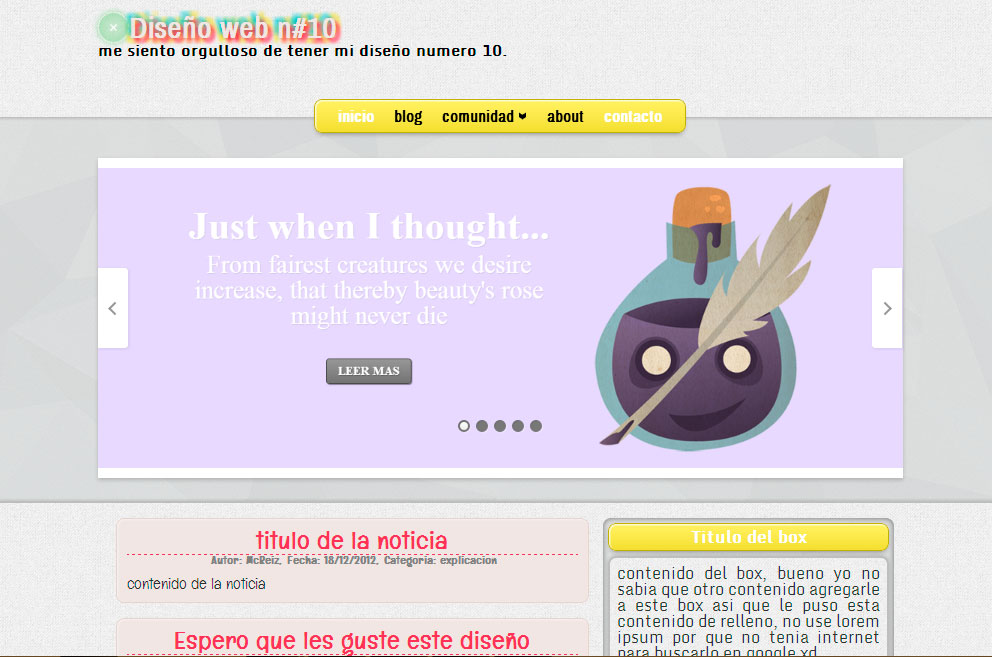 Diseño web n#10
me siento orgulloso de tener mi diseño numero 10.
inicio blog comunidad about contacto
Just when I thought...
From fairest creatures we desire
increase, that thereby beauty's rose
might never die
LEER MAS
titulo de la noticia
Autor: McReiz, Fecha: 18/12/2012, Categoria: explicacion
contenido de la noticia
Espero que les guste este diseño
Titulo del box
contenido del box, bueno yo no
sabia que otro contenido agregarle
a este box asi que le puso esta
contenido de relleno, no use lorem
ipsum por que no tenia internet
para buscarlo en google xd